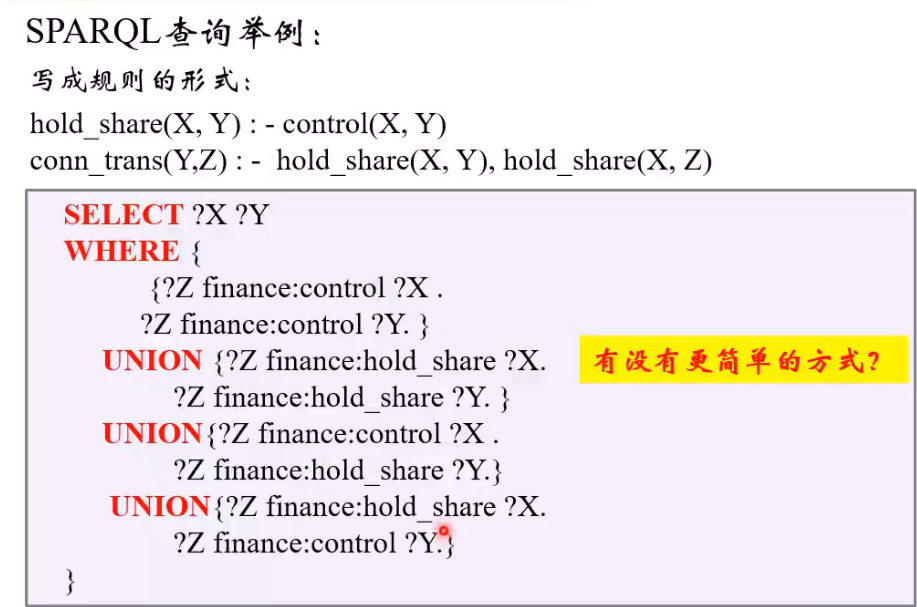 SPARQL查询举例：
写成规则的形式：
hold_share(X, Y) : - control(X, Y)
conn_trans(Y,Z) : - hold_share(X, Y), hold_share(X, Z)
SELECT ?X ?Y
WHERE {
{?Z finance:control ?X .
?Z finance:control ?Y. }
UNION {?Z finance:hold_share ?X.
有没有更简单的方式？
?Z finance:hold_share ?Y. }
UNION{?Z finance:control ?X .
?Z finance:hold_share ?Y.}
UNION{?Z finance:hold_share ?X.
?Z finance:control ?Y.}
}